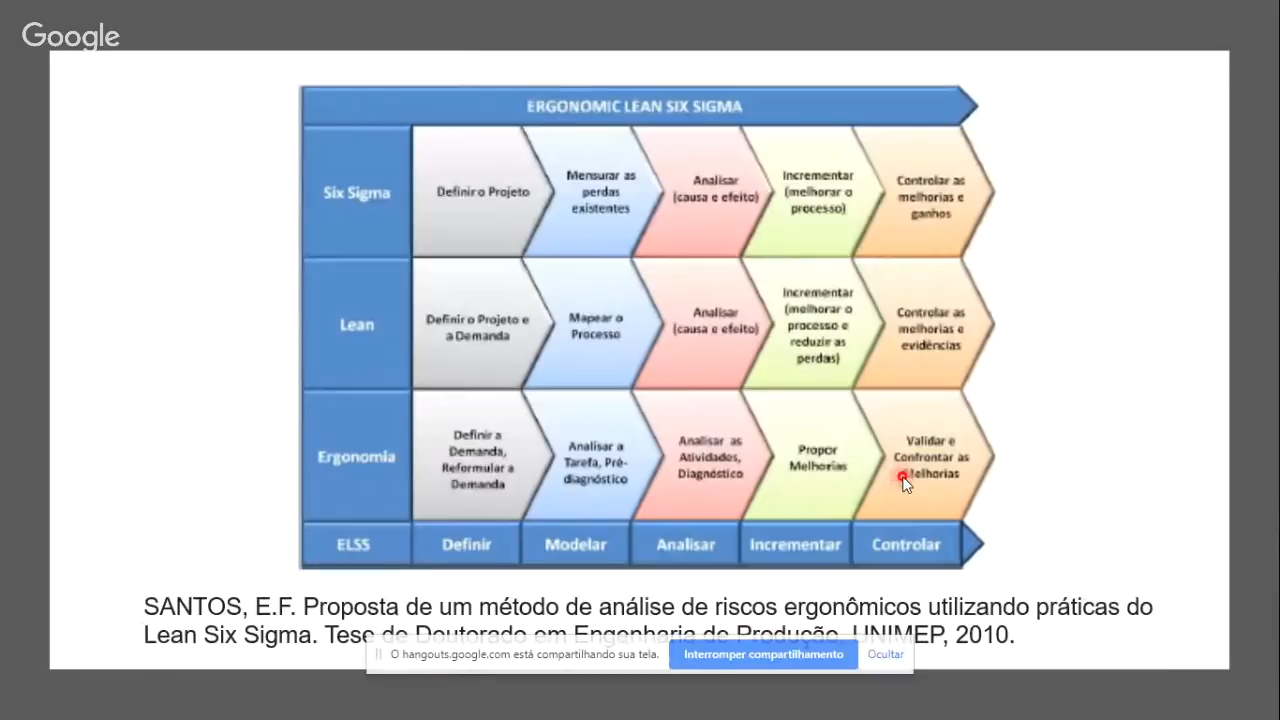 Google
ERGONOMIC LEAN SIX SIGMA
Six Sigma
Definir o Projeto
Mensurar as
perdas
existentes
Analisar
(causa e efeito)
Incrementar
(melhorar o
processo)
Controlar as
melhorias e
ganhos
Lean
Definir o Projeto e
a Demanda
Mapear o
Processo
Analisar
(causa e efeito)
Incrementar
(melhorar o
processo e
reduzir as
perdas)
Controlar as
melhorias e
evidências
Ergonomia
Definir a
Demanda,
Reformular a
Demanda
Analisar a
Tarefa, Pré-
diagnóstico
Analisar as
Atividades,
Diagnóstico
Propor
Melhorias
Validar e
Confrontar as
Melhorias
ELSS
Definir
Modelar
Analisar
Incrementar
Controlar
SANTOS, E.F. Proposta de um método de análise de riscos ergonômicos utilizando práticas do
Lean Six Sigma. Tese de Doutorado em Engenharia de Produção, UNIMEP, 2010.
O hangouts.google.com está compartilhando sua tela.
Interromper compartilhamento
Ocultar